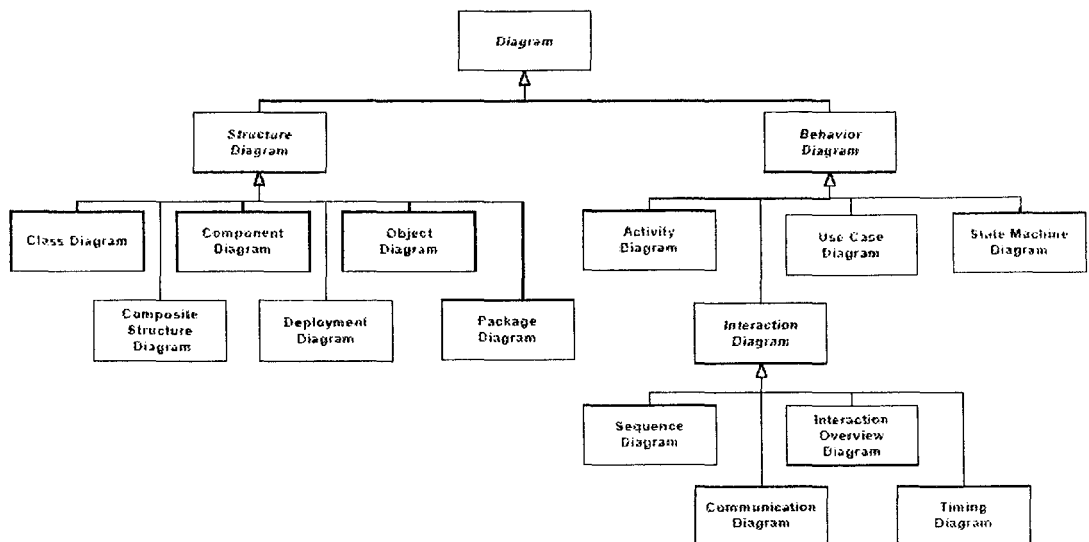 Diagram
Structure
Diagram
Behavior
Diagram
Class Diagram
Component
Diagram
Object
Diagram
Activity
Diagram
Use Case
Diagram
State Machine
Diagram
Composite
Structure
Diagram
Deployment
Diagram
Package
Diagram
Interaction
Diagram
Sequence
Diagram
Interaction
Overview
Diagram
Communication
Diagram
Timing
Diagram